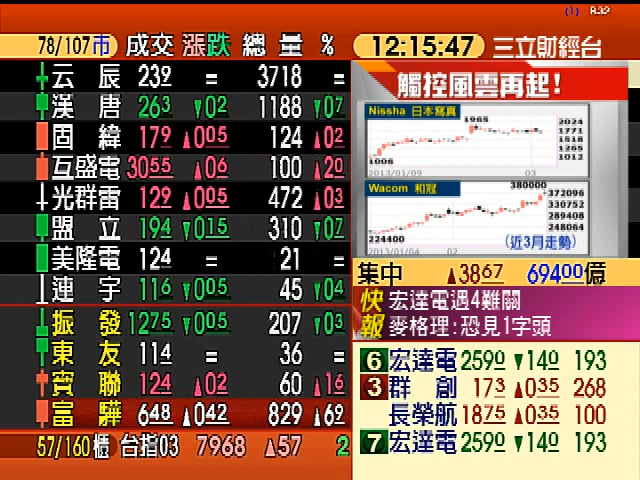 (1) A32
78/107市 成交 漲跌 總量 %
12:15:47 三立財經台
云辰 239 = 3718 =
漢唐 263 ▼02 1188 ▼07
固緯 179 ▲005 124 ▲02
互盛電 3055 ▲06 100 ▲20
光群雷 129 ▲005 472 ▲03
盟立 194 ▼015 310 ▼07
美隆電 124 = 21 =
連宇 116 ▼005 45 ▼04
振發 1275 ▼005 207 ▼03
東友 114 = 36 =
寶聯 124 ▲02 60 ▲16
富驊 648 ▲042 829 ▲69
57/160櫃 台指03 7968 ▲57 2
觸控風雲再起!
Nissha 日本寫真
1965
2024
1771
1518
1265
1012
1006
2013/01/09 03
Wacom 和冠
380000
372096
330752
289408
248064
224400
(近3月走勢)
2013/01/04 02
集中 ▲3867 69400億
快報 宏達電遇4難關
麥格理:恐見1字頭
6 宏達電 2590 ▼140 193
3 群創 173 ▲035 268
長榮航 1875 ▲035 100
7 宏達電 2590 ▼140 193